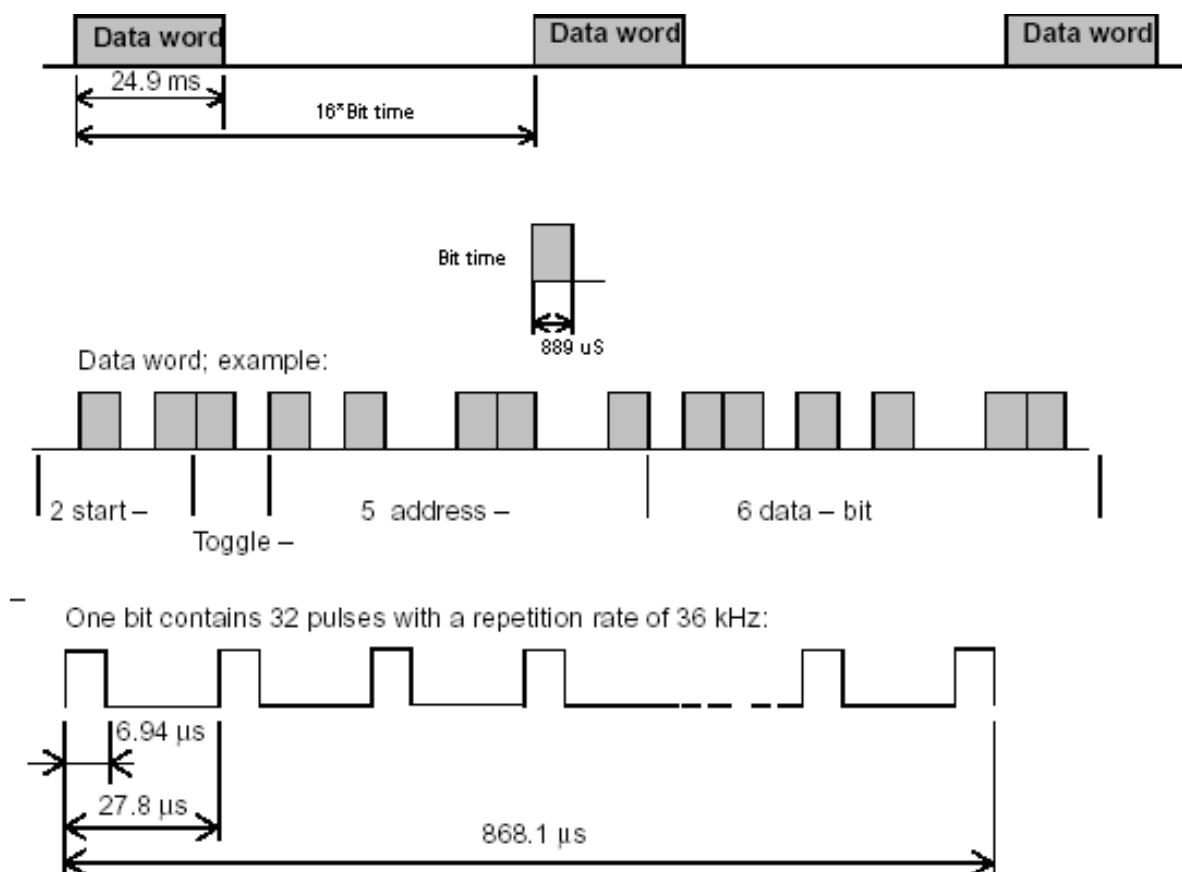 Data word Data word Data word
24.9 ms
16*Bit time
Bit time
889 uS
Data word; example:
2 start – 5 address – 6 data – bit
Toggle –
–
One bit contains 32 pulses with a repetition rate of 36 kHz:
6.94 μs
27.8 μs
868.1 μs